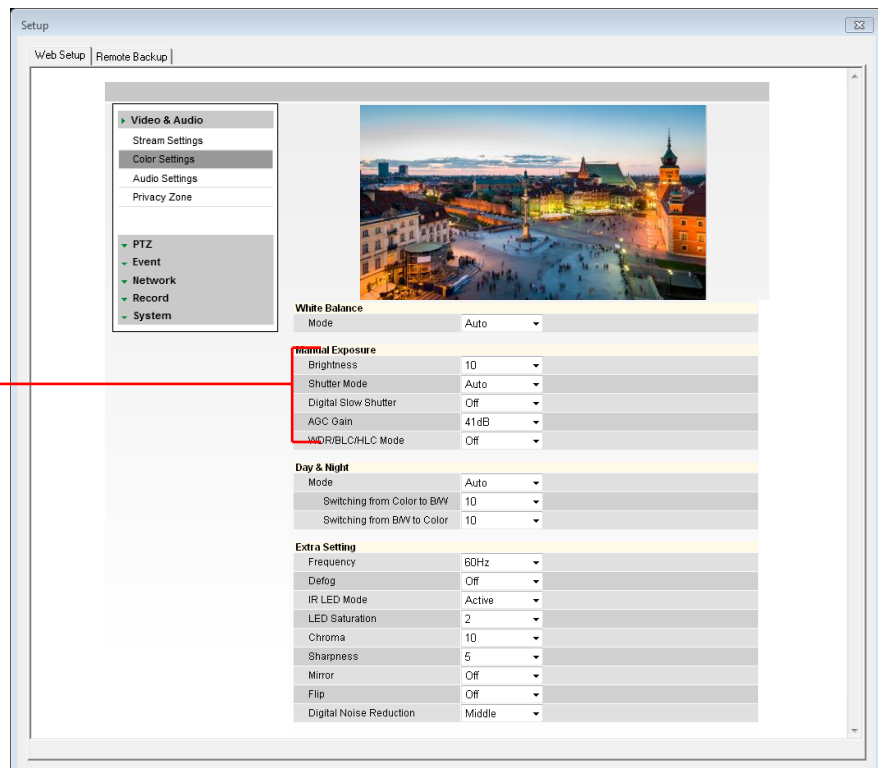 Setup
Web Setup Remote Backup
Video & Audio
Stream Settings
Color Settings
Audio Settings
Privacy Zone
PTZ
Event
Network
Record
System
White Balance
Mode Auto
Manual Exposure
Brightness 10
Shutter Mode Auto
Digital Slow Shutter Off
AGC Gain 41dB
WDR/BLC/HLC Mode Off
Day & Night
Mode Auto
Switching from Color to B/W 10
Switching from B/W to Color 10
Extra Setting
Frequency 60Hz
Defog Off
IR LED Mode Active
LED Saturation 2
Chroma 10
Sharpness 5
Mirror Off
Flip Off
Digital Noise Reduction Middle